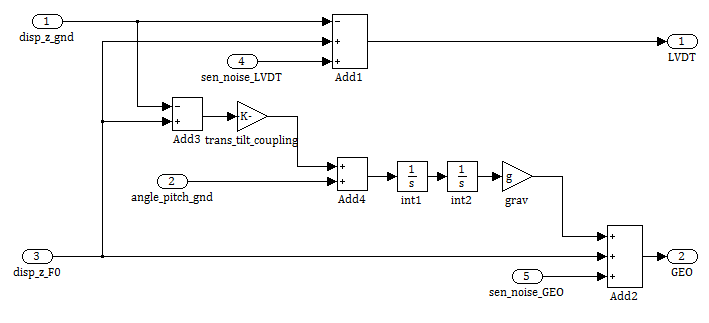 1
disp_z_gnd
−
+
+
Add1
1
LVDT
4
sen_noise_LVDT
−
+
Add3
K-
trans_tilt_coupling
2
angle_pitch_gnd
+
+
Add4
1
s
int1
1
s
int2
g
grav
3
disp_z_F0
+
+
+
Add2
2
GEO
5
sen_noise_GEO